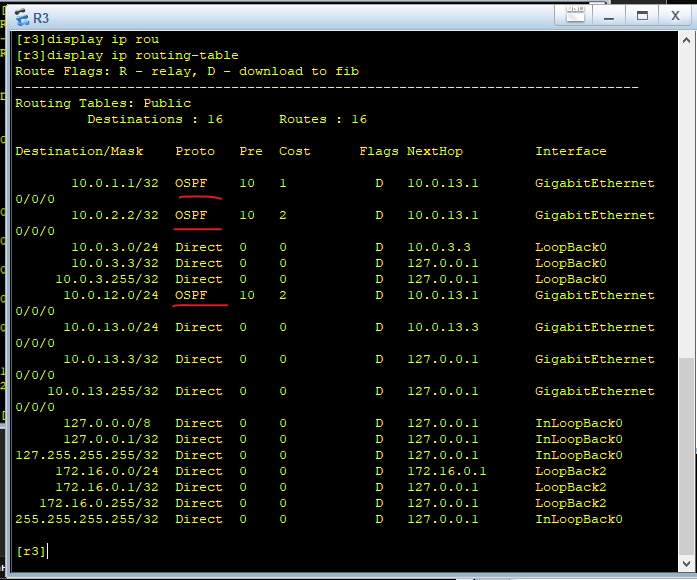 R3
[r3]display ip rou
[r3]display ip routing-table
Route Flags: R - relay, D - download to fib
------------------------------------------------------------------------------
Routing Tables: Public
         Destinations : 16       Routes : 16
Destination/Mask    Proto   Pre  Cost      Flags NextHop         Interface
       10.0.1.1/32  OSPF    10   1           D   10.0.13.1       GigabitEthernet
0/0/0
       10.0.2.2/32  OSPF    10   2           D   10.0.13.1       GigabitEthernet
0/0/0
       10.0.3.0/24  Direct  0    0           D   10.0.3.3        LoopBack0
       10.0.3.3/32  Direct  0    0           D   127.0.0.1       LoopBack0
     10.0.3.255/32  Direct  0    0           D   127.0.0.1       LoopBack0
      10.0.12.0/24  OSPF    10   2           D   10.0.13.1       GigabitEthernet
0/0/0
      10.0.13.0/24  Direct  0    0           D   10.0.13.3       GigabitEthernet
0/0/0
      10.0.13.3/32  Direct  0    0           D   127.0.0.1       GigabitEthernet
0/0/0
    10.0.13.255/32  Direct  0    0           D   127.0.0.1       GigabitEthernet
0/0/0
      127.0.0.0/8   Direct  0    0           D   127.0.0.1       InLoopBack0
      127.0.0.1/32  Direct  0    0           D   127.0.0.1       InLoopBack0
127.255.255.255/32  Direct  0    0           D   127.0.0.1       InLoopBack0
     172.16.0.0/24  Direct  0    0           D   172.16.0.1      LoopBack2
     172.16.0.1/32  Direct  0    0           D   127.0.0.1       LoopBack2
   172.16.0.255/32  Direct  0    0           D   127.0.0.1       LoopBack2
255.255.255.255/32  Direct  0    0           D   127.0.0.1       InLoopBack0
[r3]